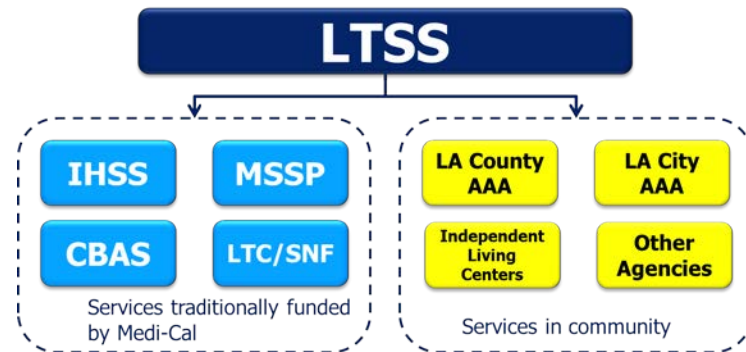 LTSS
IHSS
MSSP
CBAS
LTC/SNF
Services traditionally funded
by Medi-Cal
LA County
AAA
LA City
AAA
Independent
Living
Centers
Other
Agencies
Services in community